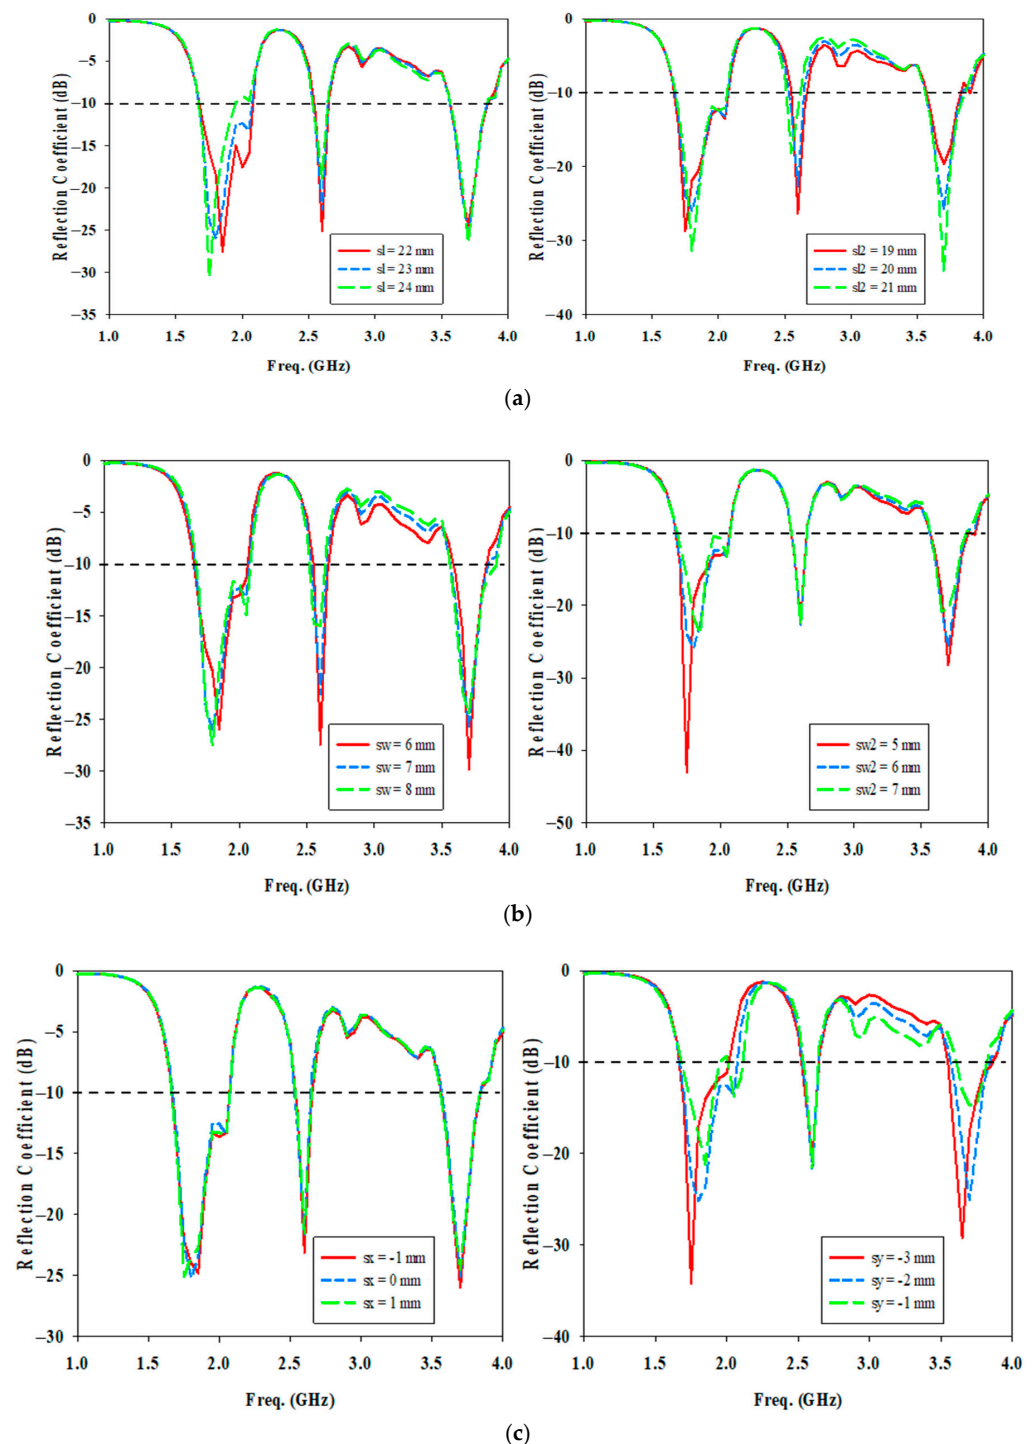 0
−5
−10
−15
−20
−25
−30
−35
Reflection Coefficient (dB)
sl= 22 mm
sl= 23 mm
sl= 24 mm
1.0 1.5 2.0 2.5 3.0 3.5 4.0
Freq. (GHz)
0
−10
−20
−30
−40
Reflection Coefficient (dB)
sl2 = 19 mm
sl2 = 20 mm
sl2 = 21 mm
1.0 1.5 2.0 2.5 3.0 3.5 4.0
Freq. (GHz)
(a)
0
−5
−10
−15
−20
−25
−30
−35
Reflection Coefficient (dB)
sw = 6 mm
sw = 7 mm
sw = 8 mm
1.0 1.5 2.0 2.5 3.0 3.5 4.0
Freq. (GHz)
0
−10
−20
−30
−40
−50
Reflection Coefficient (dB)
sw2 = 5 mm
sw2 = 6 mm
sw2 = 7 mm
1.0 1.5 2.0 2.5 3.0 3.5 4.0
Freq. (GHz)
(b)
0
−5
−10
−15
−20
−25
−30
Reflection Coefficient (dB)
sx = -1 mm
sx = 0 mm
sx = 1 mm
1.0 1.5 2.0 2.5 3.0 3.5 4.0
Freq. (GHz)
0
−10
−20
−30
−40
Reflection Coefficient (dB)
sy= -3 mm
sy= -2 mm
sy= -1 mm
1.0 1.5 2.0 2.5 3.0 3.5 4.0
Freq. (GHz)
(c)